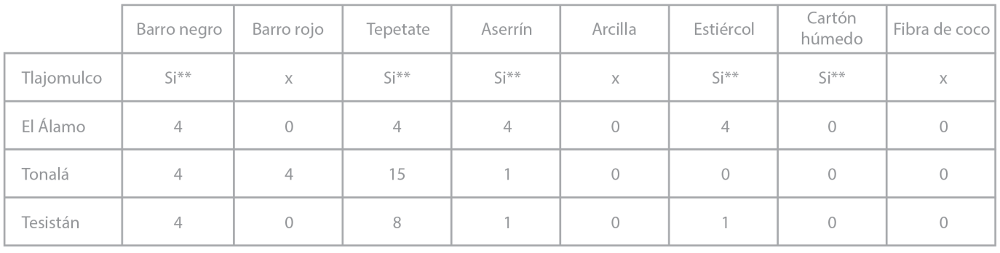 Barro negro Barro rojo Tepetate Aserrín Arcilla Estiércol Cartón húmedo Fibra de coco
Tlajomulco Si** x Si** Si** x Si** Si** x
El Álamo 4 0 4 4 0 4 0 0
Tonalá 4 4 15 1 0 0 0 0
Tesistán 4 0 8 1 0 1 0 0